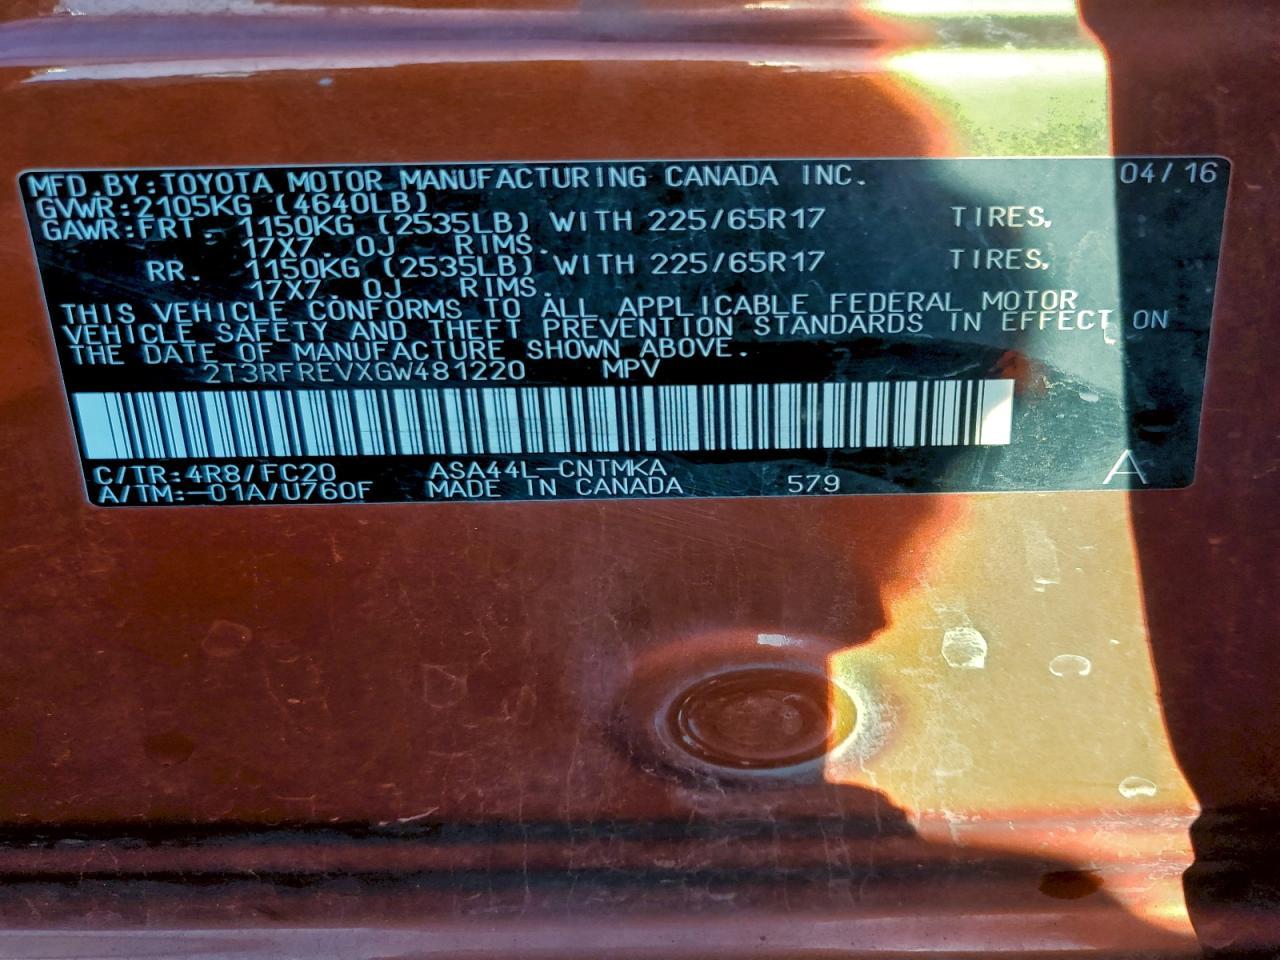 MFD.BY:TOYOTA MOTOR MANUFACTURING CANADA INC. 04/16
GVWR:2105KG (4640LB)
GAWR:FRT. 1150KG (2535LB) WITH 225/65R17 TIRES,
17X7.0J RIMS.
RR. 1150KG (2535LB) WITH 225/65R17 TIRES,
17X7.0J RIMS.
THIS VEHICLE CONFORMS TO ALL APPLICABLE FEDERAL MOTOR
VEHICLE SAFETY AND THEFT PREVENTION STANDARDS IN EFFECT ON
THE DATE OF MANUFACTURE SHOWN ABOVE.
2T3RFREVXGW481220 MPV
C/TR:4R8/FC20 ASA44L-CNTMKA
A/TM:-01A/U760F MADE IN CANADA 579 A